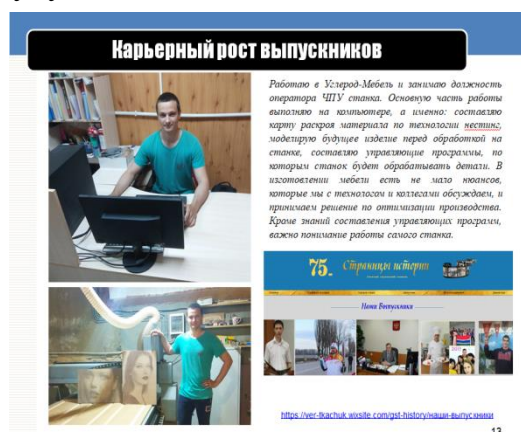 Карьерный рост выпускников
Работаю в Углерод-Мебель и занимаю должность
оператора ЧПУ станка. Основную часть работы
выполняю на компьютере, а именно: составляю
карту раскроя материала по технологии нестинг,
моделирую будущее изделие перед обработкой на
станке, составляю управляющие программы, по
которым станок будет обрабатывать детали. В
изготовлении мебели есть не мало нюансов,
которые мы с технологом и коллегами обсуждаем, и
принимаем решение по оптимизации производства.
Кроме знаний составления управляющих программ,
важно понимание работы самого станка.
75 Страницы истории
Наши Выпускники
https://ver-tkachuk.wixsite.com/gst-history/наши-выпускники
13